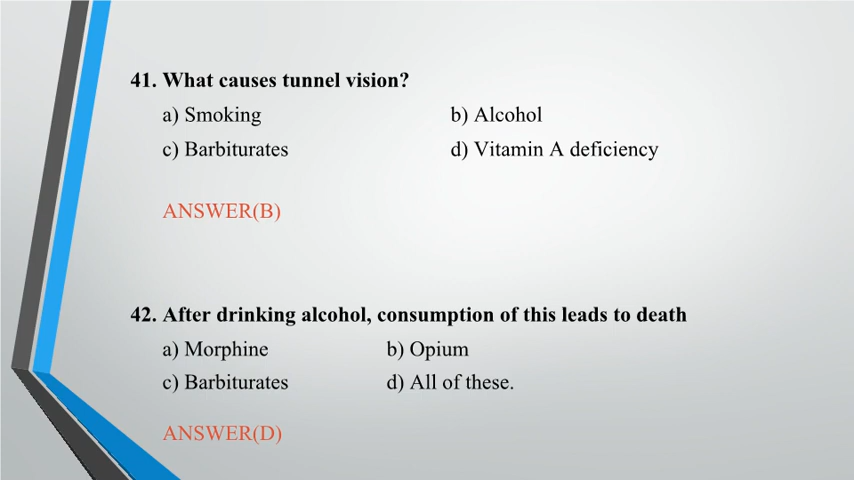 41. What causes tunnel vision?
a) Smoking b) Alcohol
c) Barbiturates d) Vitamin A deficiency
ANSWER(B)
42. After drinking alcohol, consumption of this leads to death
a) Morphine b) Opium
c) Barbiturates d) All of these.
ANSWER(D)